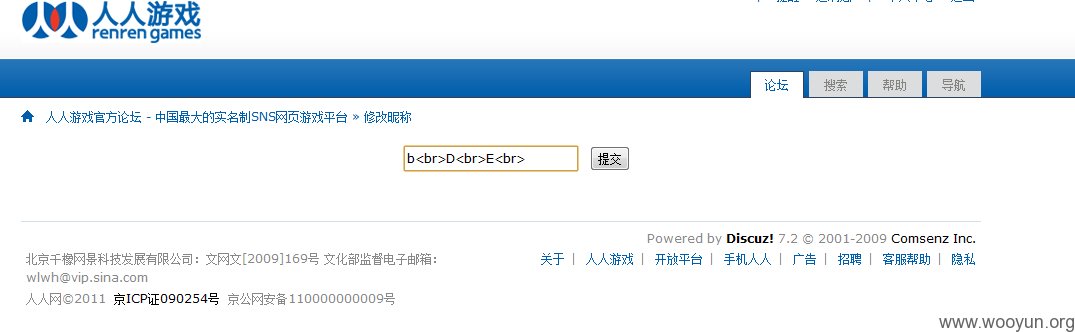 人人游戏
renren games
论坛 搜索 帮助 导航
人人游戏官方论坛 - 中国最大的实名制SNS网页游戏平台 » 修改昵称
b<br>D<br>E<br> 提交
Powered by Discuz! 7.2 © 2001-2009 Comsenz Inc.
北京千橡网景科技发展有限公司：文网文[2009]169号 文化部监督电子邮箱： 关于 | 人人游戏 | 开放平台 | 手机人人 | 广告 | 招聘 | 客服帮助 | 隐私
wlwh@vip.sina.com
人人网©2011 京ICP证090254号 京公网安备110000000009号
www.wooyun.org